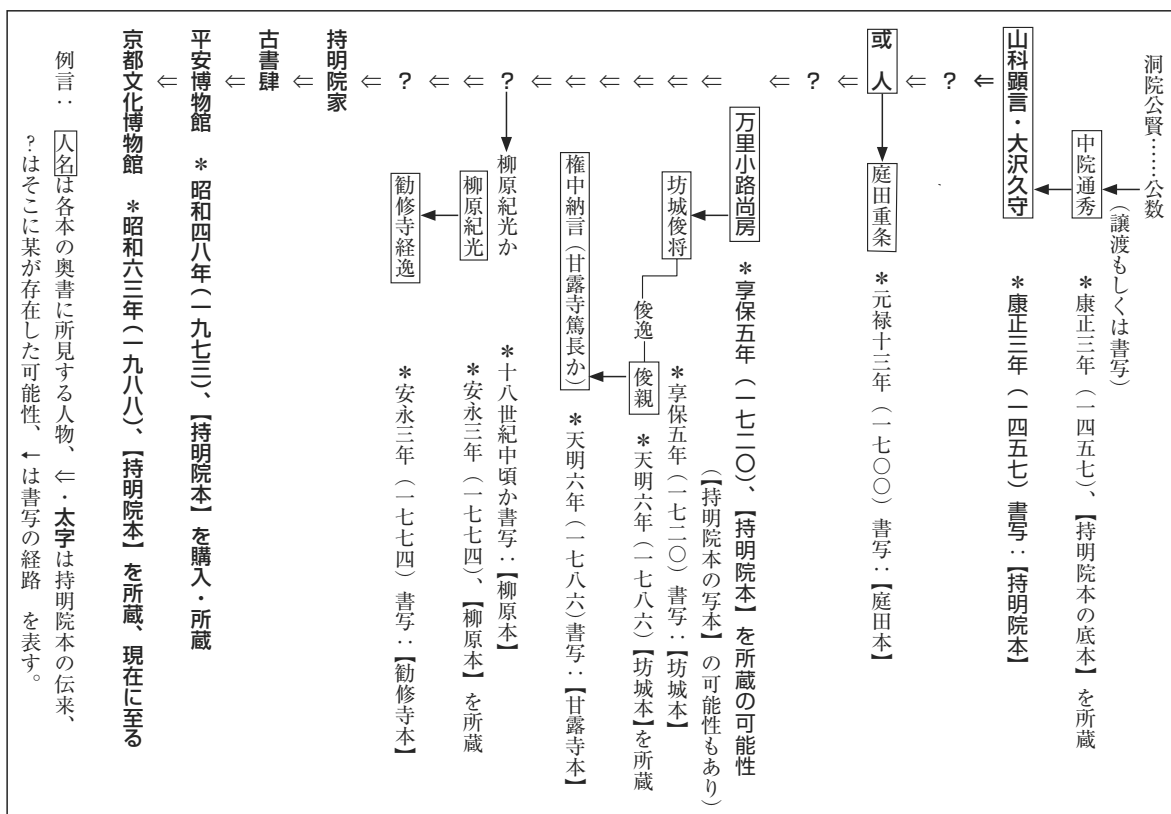 洞院公賢……公数
（譲渡もしくは書写）
中院通秀　＊康正三年（一四五七）、【持明院本の底本】を所蔵
山科顕言・大沢久守　＊康正三年（一四五七）書写：【持明院本】
⇐
？
⇐
或人
庭田重条　＊元禄十三年（一七〇〇）書写：【庭田本】
⇐
？
⇐
万里小路尚房　＊享保五年（一七二〇）、【持明院本】を所蔵の可能性
（【持明院本の写本】の可能性もあり）
坊城俊将　＊享保五年（一七二〇）書写：【坊城本】
俊逸
俊親　＊天明六年（一七八六）【坊城本】を所蔵
権中納言（甘露寺篤長か）　＊天明六年（一七八六）書写：【甘露寺本】
？
柳原紀光か　＊十八世紀中頃か書写：【柳原本】
柳原紀光　＊安永三年（一七七四）、【柳原本】を所蔵
勧修寺経逸　＊安永三年（一七七四）書写：【勧修寺本】
？
⇐
持明院家
⇐
古書肆
⇐
平安博物館　＊昭和四八年（一九七三）、【持明院本】を購入・所蔵
⇐
京都文化博物館　＊昭和六三年（一九八八）、【持明院本】を所蔵、現在に至る
例言：　人名は各本の奥書に所見する人物、⇐・太字は持明院本の伝来、
？はそこに某が存在した可能性、←は書写の経路　を表す。